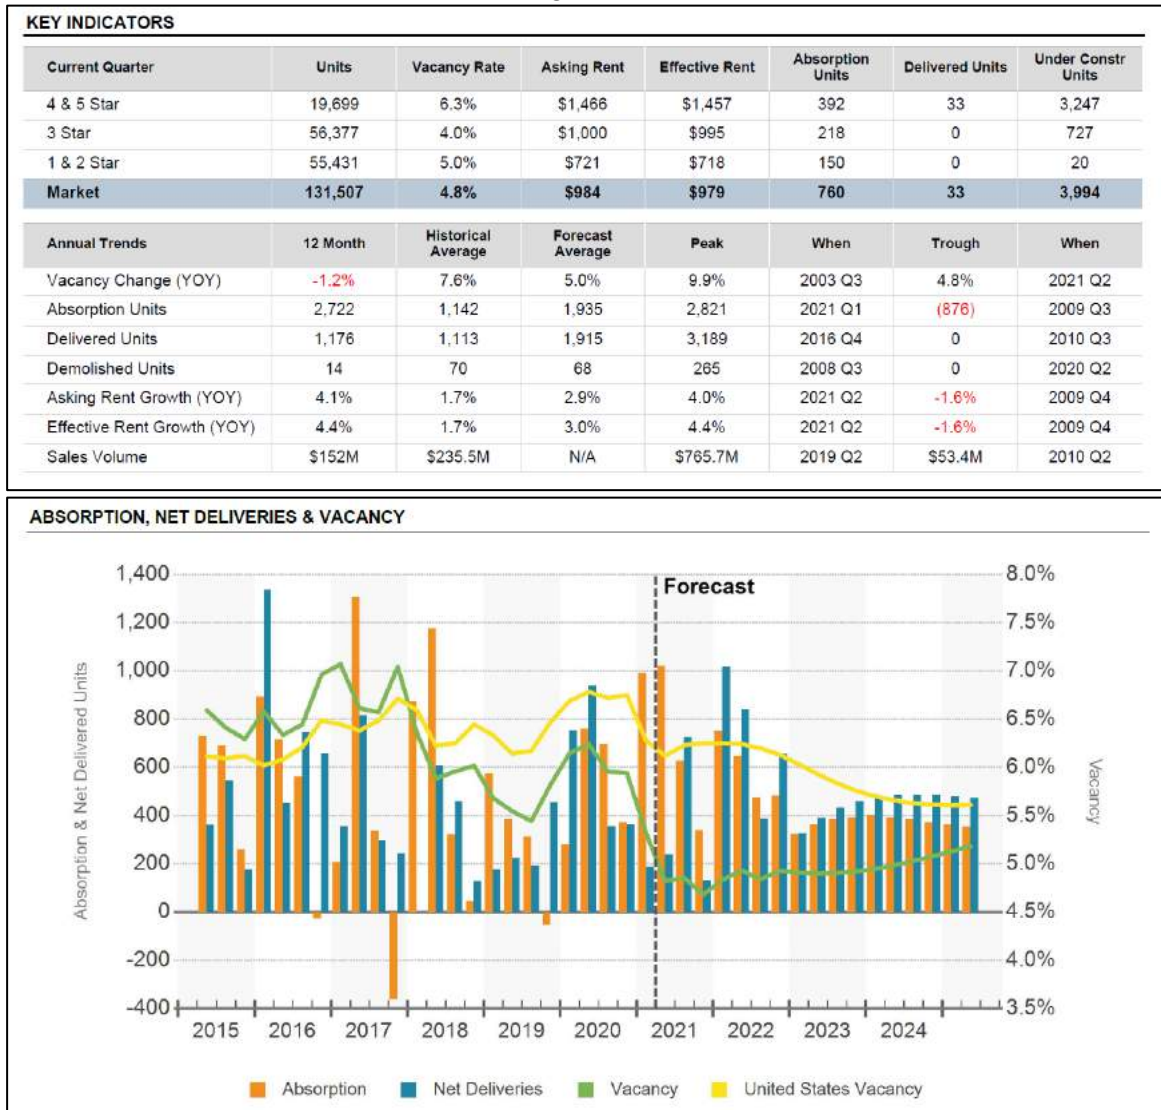 KEY INDICATORS
Current Quarter Units Vacancy Rate Asking Rent Effective Rent Absorption Units Delivered Units Under Constr Units
4 & 5 Star 19,699 6.3% $1,466 $1,457 392 33 3,247
3 Star 56,377 4.0% $1,000 $995 218 0 727
1 & 2 Star 55,431 5.0% $721 $718 150 0 20
Market 131,507 4.8% $984 $979 760 33 3,994
Annual Trends 12 Month Historical Average Forecast Average Peak When Trough When
Vacancy Change (YOY) -1.2% 7.6% 5.0% 9.9% 2003 Q3 4.8% 2021 Q2
Absorption Units 2,722 1,142 1,935 2,821 2021 Q1 (876) 2009 Q3
Delivered Units 1,176 1,113 1,915 3,189 2016 Q4 0 2010 Q3
Demolished Units 14 70 68 265 2008 Q3 0 2020 Q2
Asking Rent Growth (YOY) 4.1% 1.7% 2.9% 4.0% 2021 Q2 -1.6% 2009 Q4
Effective Rent Growth (YOY) 4.4% 1.7% 3.0% 4.4% 2021 Q2 -1.6% 2009 Q4
Sales Volume $152M $235.5M N/A $765.7M 2019 Q2 $53.4M 2010 Q2
ABSORPTION, NET DELIVERIES & VACANCY
Absorption & Net Delivered Units
1,400 8.0%
Forecast
1,200 7.5%
1,000 7.0%
800 6.5%
600 6.0%
400 5.5%
200 5.0%
0 4.5%
-200 4.0%
-400 3.5%
Vacancy
2015 2016 2017 2018 2019 2020 2021 2022 2023 2024
Absorption Net Deliveries Vacancy United States Vacancy